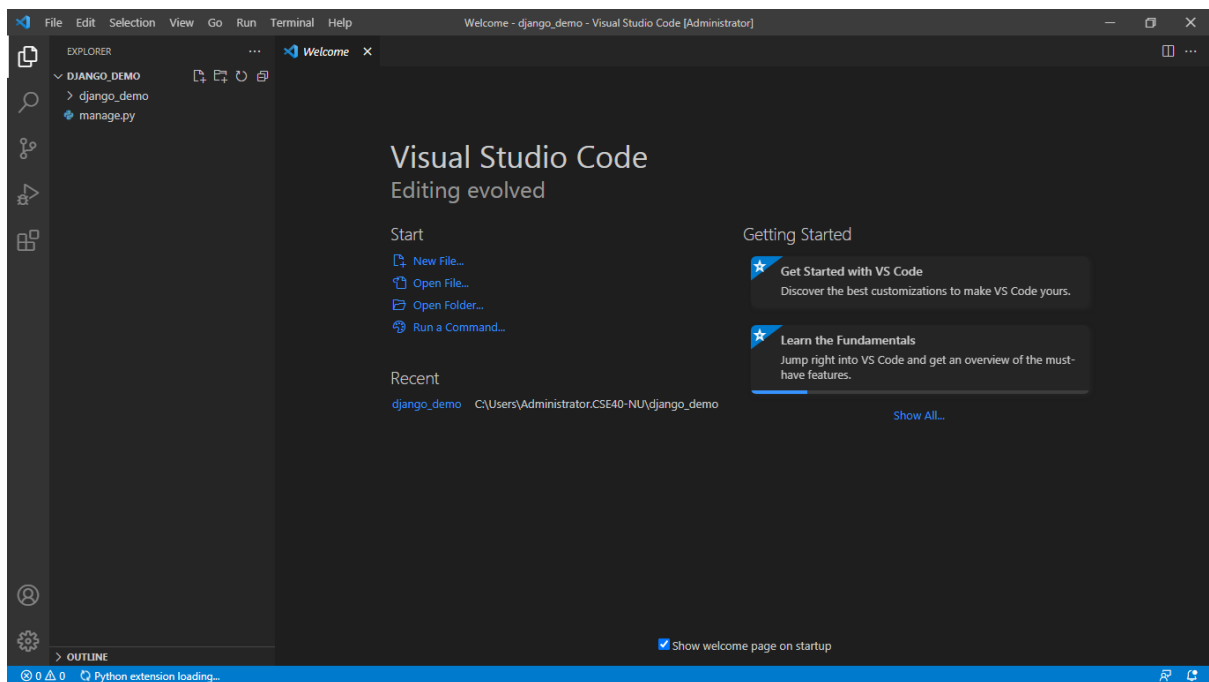 File Edit Selection View Go Run Terminal Help Welcome - django_demo - Visual Studio Code [Administrator]
EXPLORER
Welcome
DJANGO_DEMO
django_demo
manage.py
Visual Studio Code
Editing evolved
Start
New File...
Open File...
Open Folder...
Run a Command...
Recent
django_demo C:\Users\Administrator.CSE40-NU\django_demo
Getting Started
Get Started with VS Code
Discover the best customizations to make VS Code yours.
Learn the Fundamentals
Jump right into VS Code and get an overview of the must-
have features.
Show All...
Show welcome page on startup
OUTLINE
0 0 Python extension loading...